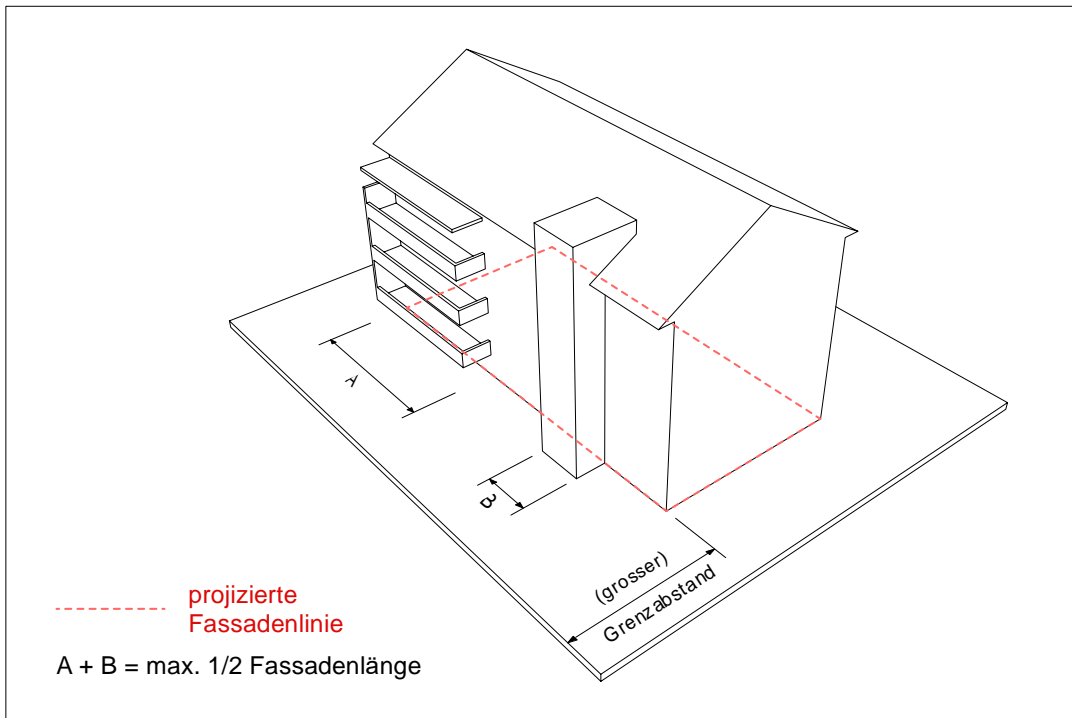 A
B
(grosser)
Grenzabstand
projizierte
Fassadenlinie
A + B = max. 1/2 Fassadenlänge